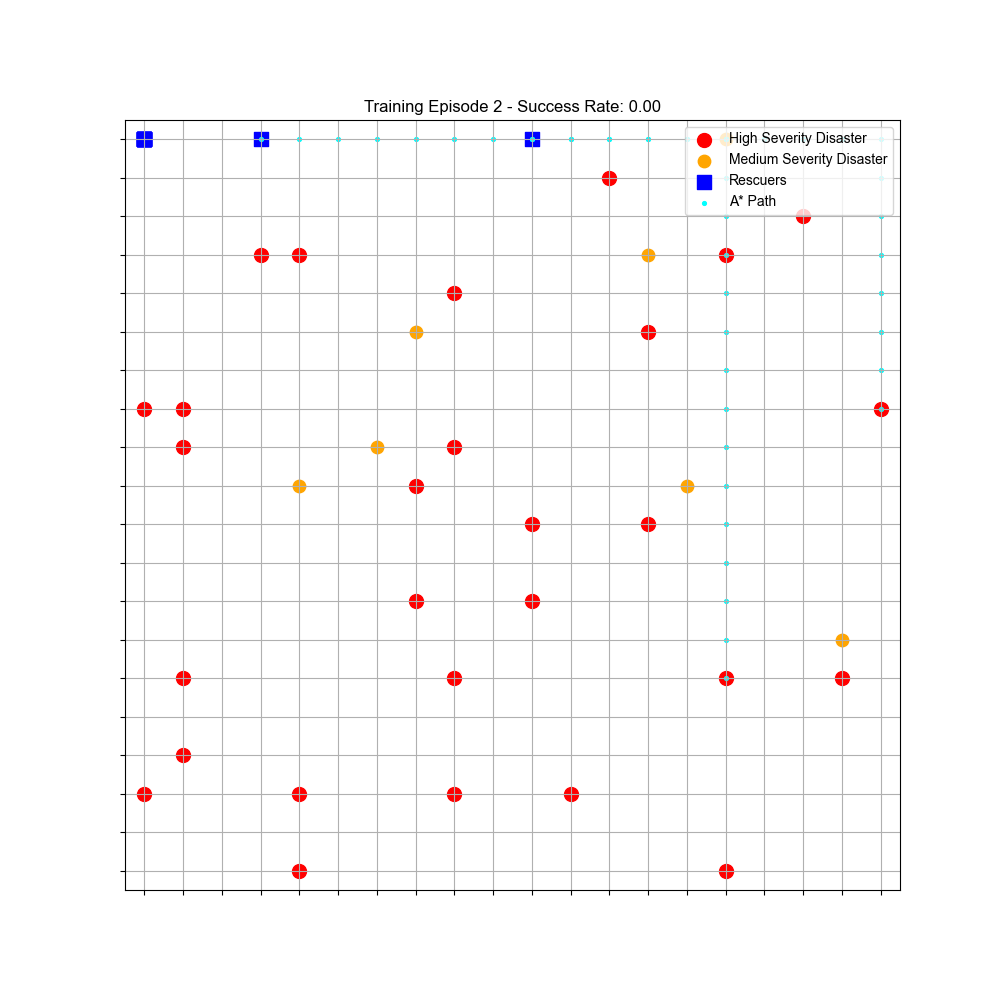 Training Episode 2 - Success Rate: 0.00
High Severity Disaster
Medium Severity Disaster
Rescuers
A* Path